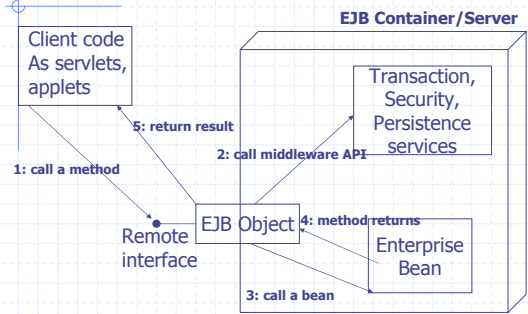 EJB Container/Server
Client code
As servlets,
applets
Transaction,
Security,
Persistence
services
5: return result
2: call middleware API
1: call a method
EJB Object
4: method returns
Remote
interface
Enterprise
Bean
3: call a bean